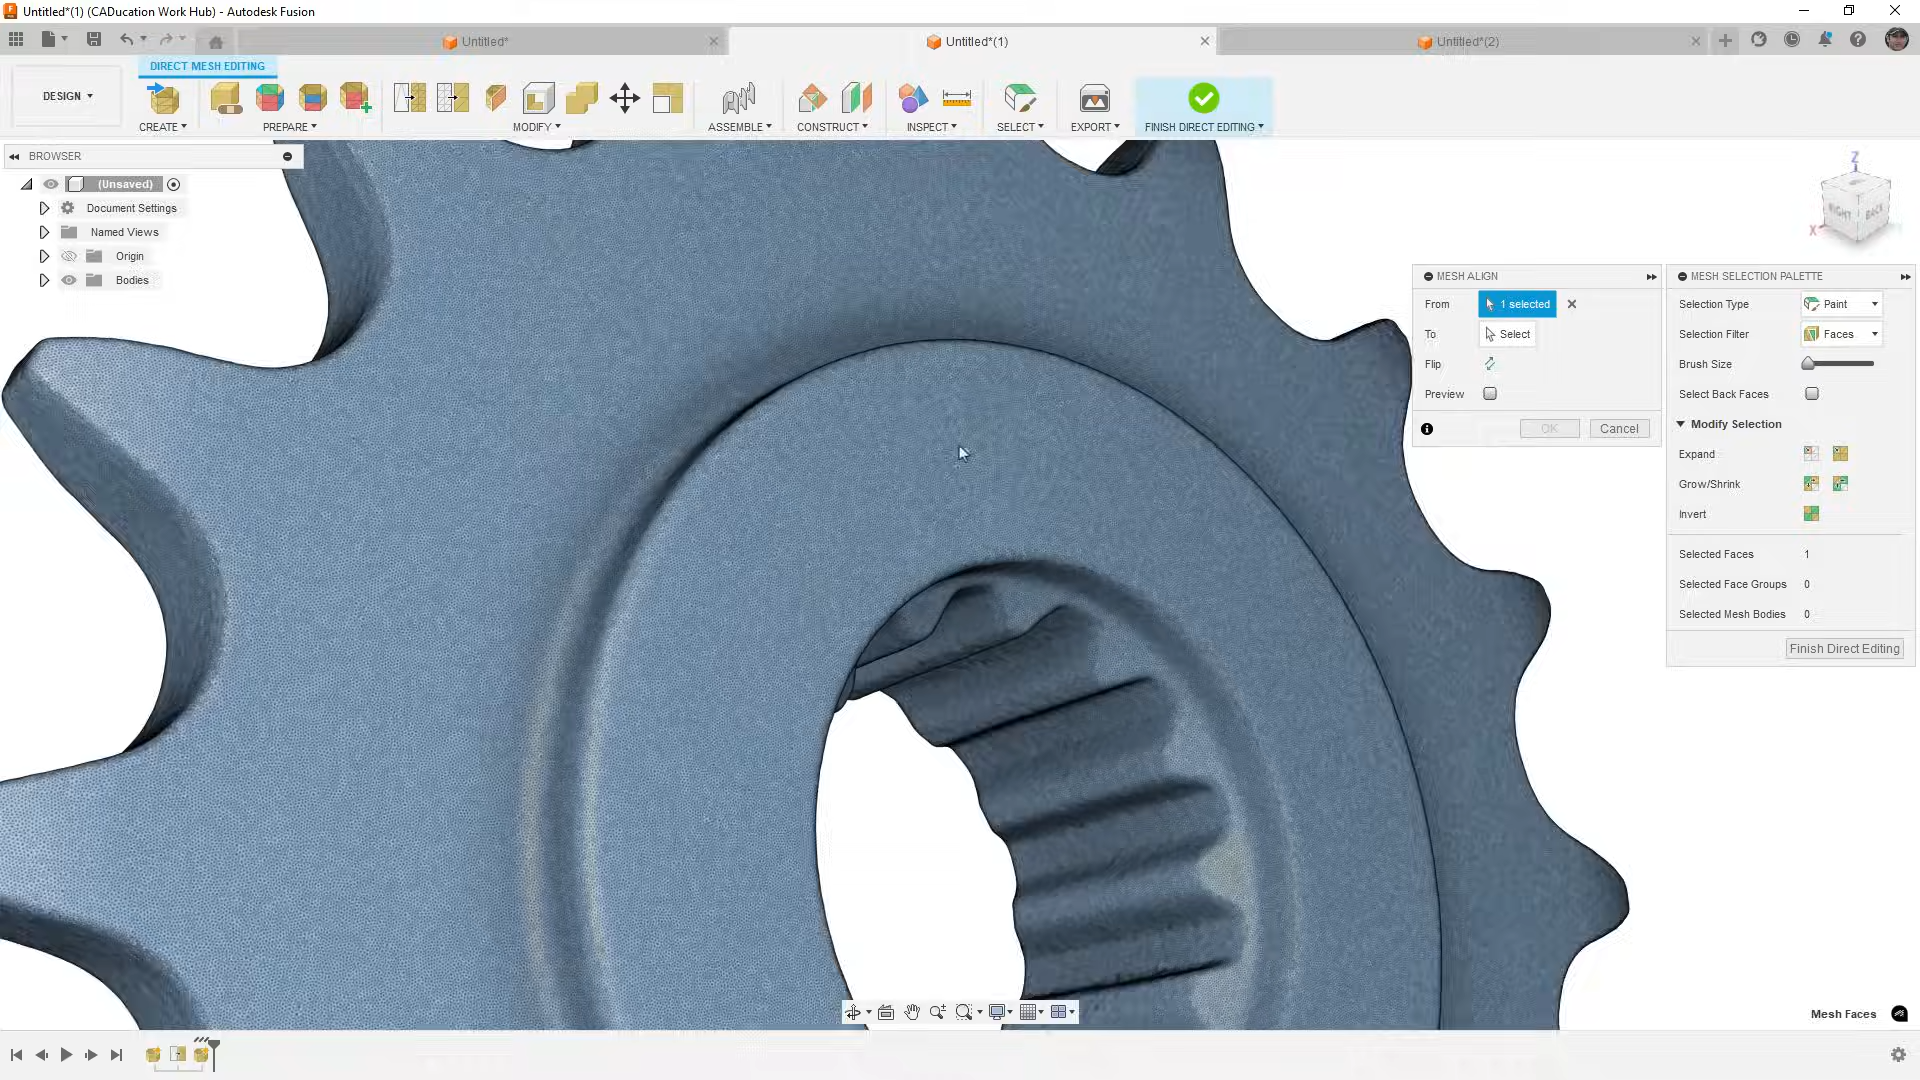 Untitled*(1) (CADucation Work Hub) - Autodesk Fusion
Untitled*
Untitled*(1)
Untitled*(2)
DIRECT MESH EDITING
DESIGN
CREATE
PREPARE
MODIFY
ASSEMBLE
CONSTRUCT
INSPECT
SELECT
EXPORT
FINISH DIRECT EDITING
BROWSER
(Unsaved)
Document Settings
Named Views
Origin
Bodies
Z
RIGHT
BACK
X
MESH ALIGN
From
1 selected
To
Select
Flip
Preview
OK
Cancel
MESH SELECTION PALETTE
Selection Type
Paint
Selection Filter
Faces
Brush Size
Select Back Faces
Modify Selection
Expand
Grow/Shrink
Invert
Selected Faces
1
Selected Face Groups
0
Selected Mesh Bodies
0
Finish Direct Editing
Mesh Faces